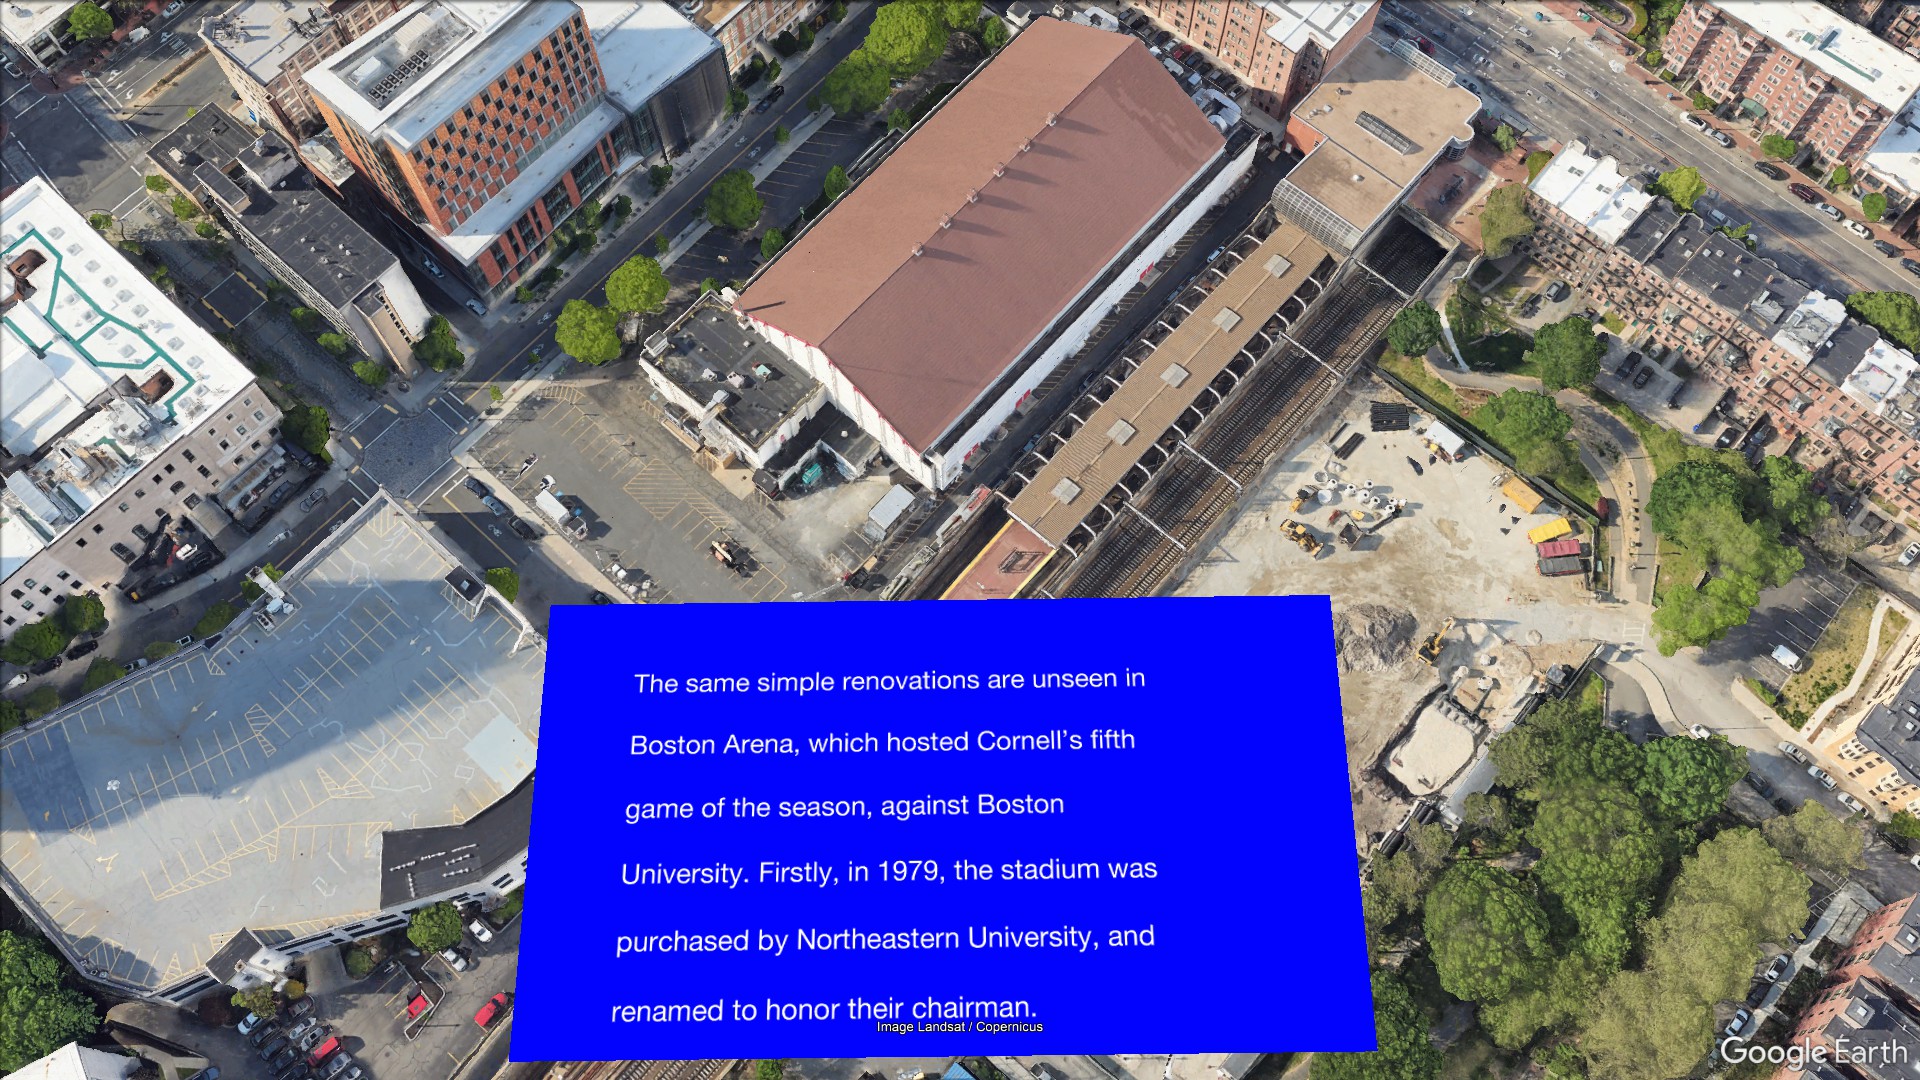 The same simple renovations are unseen in
Boston Arena, which hosted Cornell's fifth
game of the season, against Boston
University. Firstly, in 1979, the stadium was
purchased by Northeastern University, and
renamed to honor their chairman.
Image Landsat / Copernicus
Google Earth